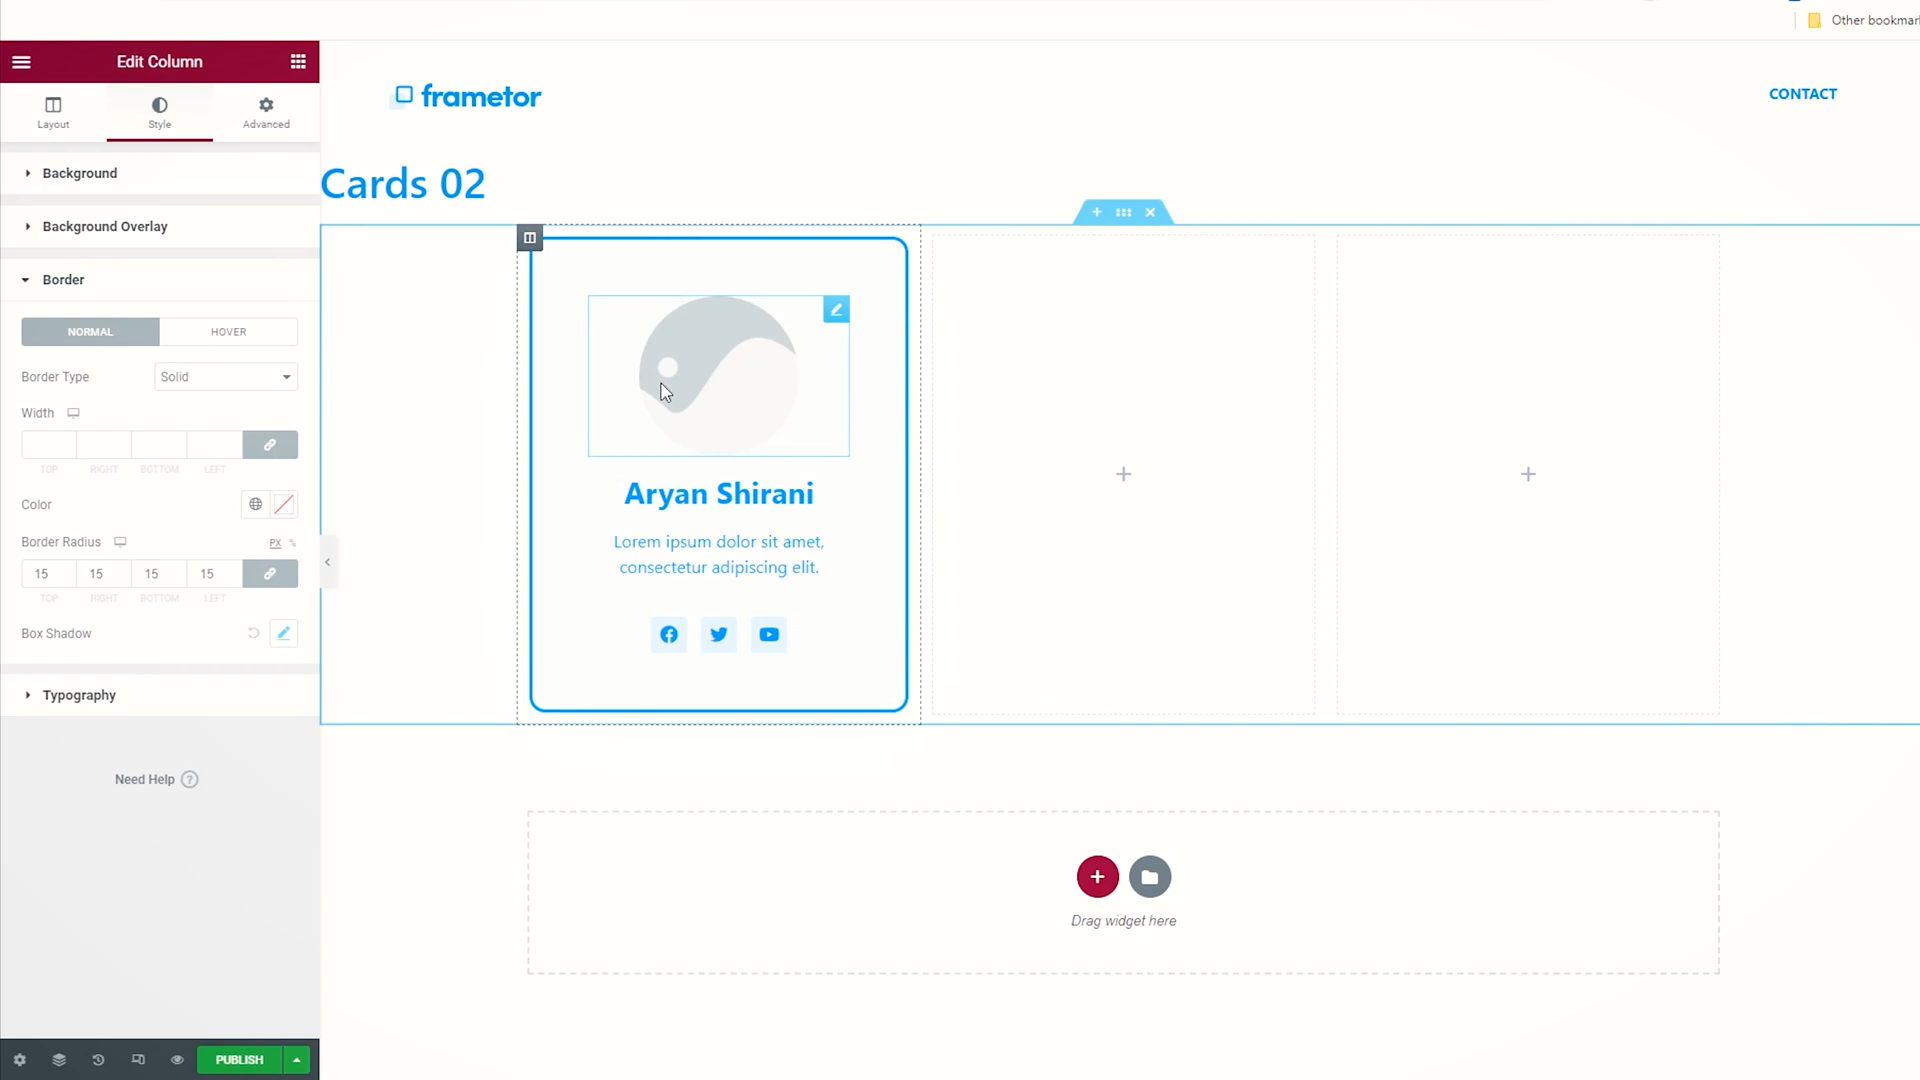 Other bookmar
Edit Column
Layout
Style
Advanced
Background
Background Overlay
Border
NORMAL
HOVER
Border Type
Solid
Width
TOP
RIGHT
BOTTOM
LEFT
Color
Border Radius
PX
%
15
15
15
15
TOP
RIGHT
BOTTOM
LEFT
Box Shadow
Typography
Need Help ?
PUBLISH
frametor
CONTACT
Cards 02
Aryan Shirani
Lorem ipsum dolor sit amet,
consectetur adipiscing elit.
Drag widget here